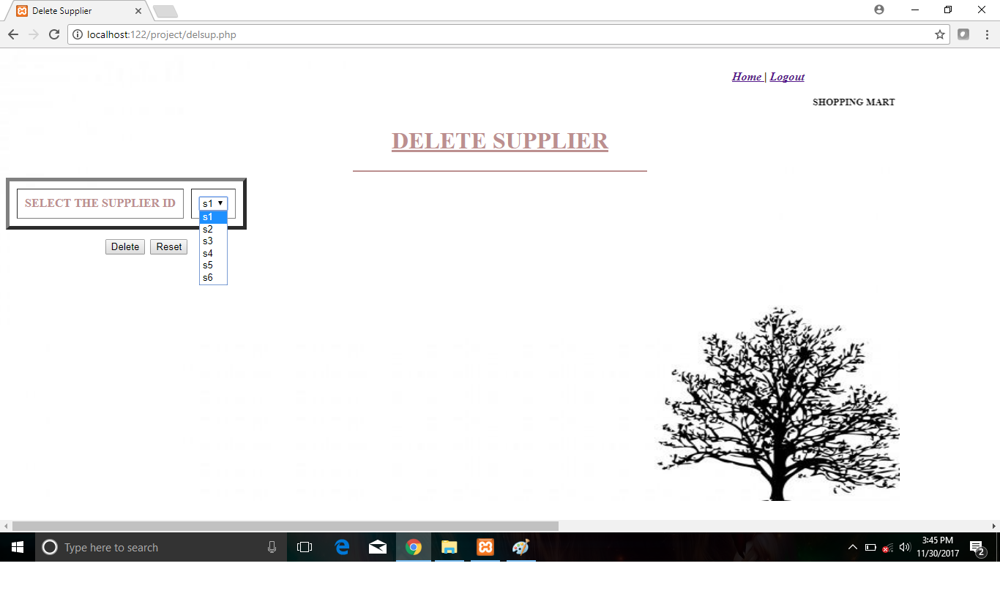 Delete Supplier
localhost:122/project/delsup.php
Home | Logout
SHOPPING MART
DELETE SUPPLIER
SELECT THE SUPPLIER ID
s1
s1
s2
s3
s4
s5
s6
Delete Reset
Type here to search
3:45 PM
11/30/2017
2